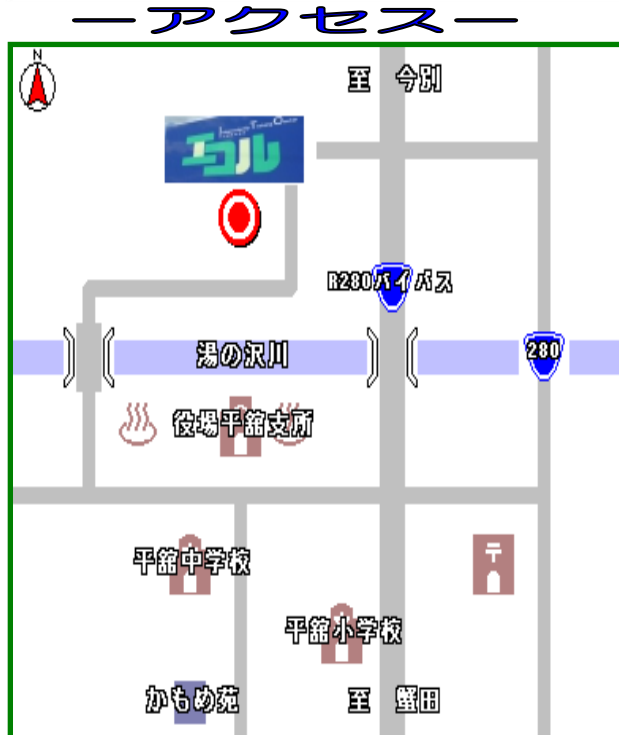 ーアクセスー
N
至 今別
エコル
R280バイパス
湯の沢川
280
役場平舘支所
平舘中学校
〒
平舘小学校
かもめ苑
至 蟹田